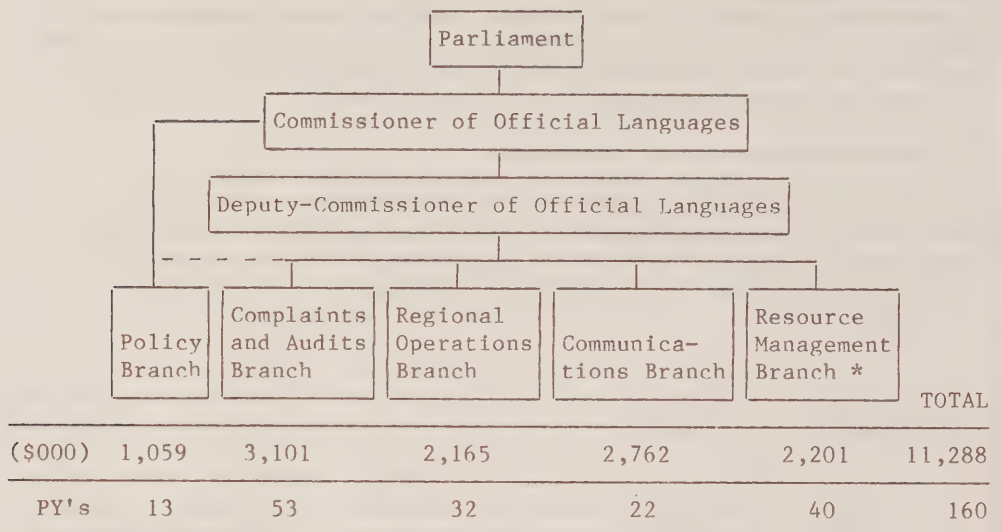 Parliament
Commissioner of Official Languages
Deputy-Commissioner of Official Languages
Policy
Branch
Complaints
and Audits
Branch
Regional
Operations
Branch
Communica-
tions Branch
Resource
Management
Branch *
TOTAL
($000) 1,059 3,101 2,165 2,762 2,201 11,288
PY's 13 53 32 22 40 160